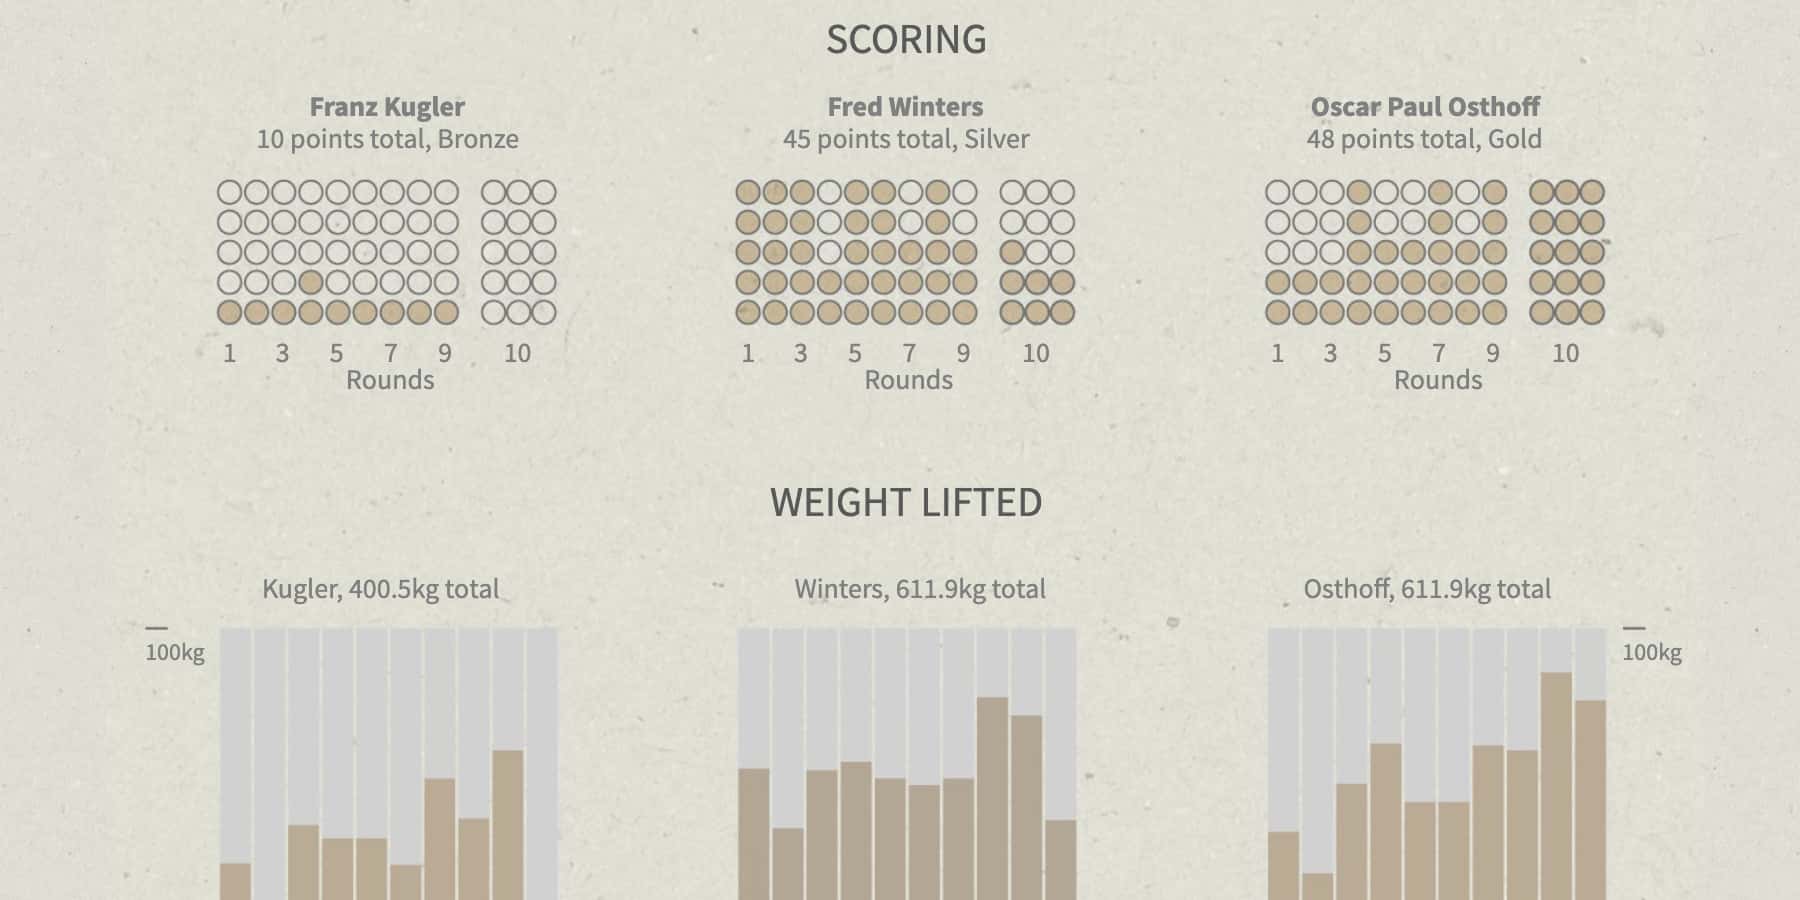 SCORING
Franz Kugler
10 points total, Bronze
1 3 5 7 9 10
Rounds
Fred Winters
45 points total, Silver
1 3 5 7 9 10
Rounds
Oscar Paul Osthoff
48 points total, Gold
1 3 5 7 9 10
Rounds
WEIGHT LIFTED
Kugler, 400.5kg total
Winters, 611.9kg total
Osthoff, 611.9kg total
100kg
100kg